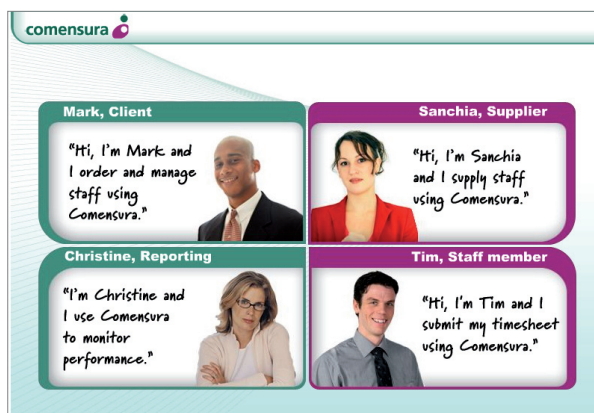 comensura
Mark, Client
"Hi, I'm Mark and
I order and manage
staff using
Comensura."
Sanchia, Supplier
"Hi, I'm Sanchia
and I supply staff
using Comensura."
Christine, Reporting
"I'm Christine and
I use Comensura
to monitor
performance."
Tim, Staff member
"Hi, I'm Tim and I
submit my timesheet
using Comensura."